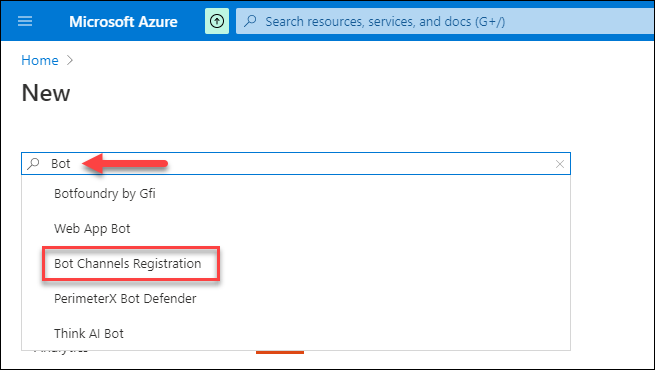 Microsoft Azure
Search resources, services, and docs (G+/)
Home
New
Bot
Botfoundry by Gfi
Web App Bot
Bot Channels Registration
PerimeterX Bot Defender
Think AI Bot
Analytics